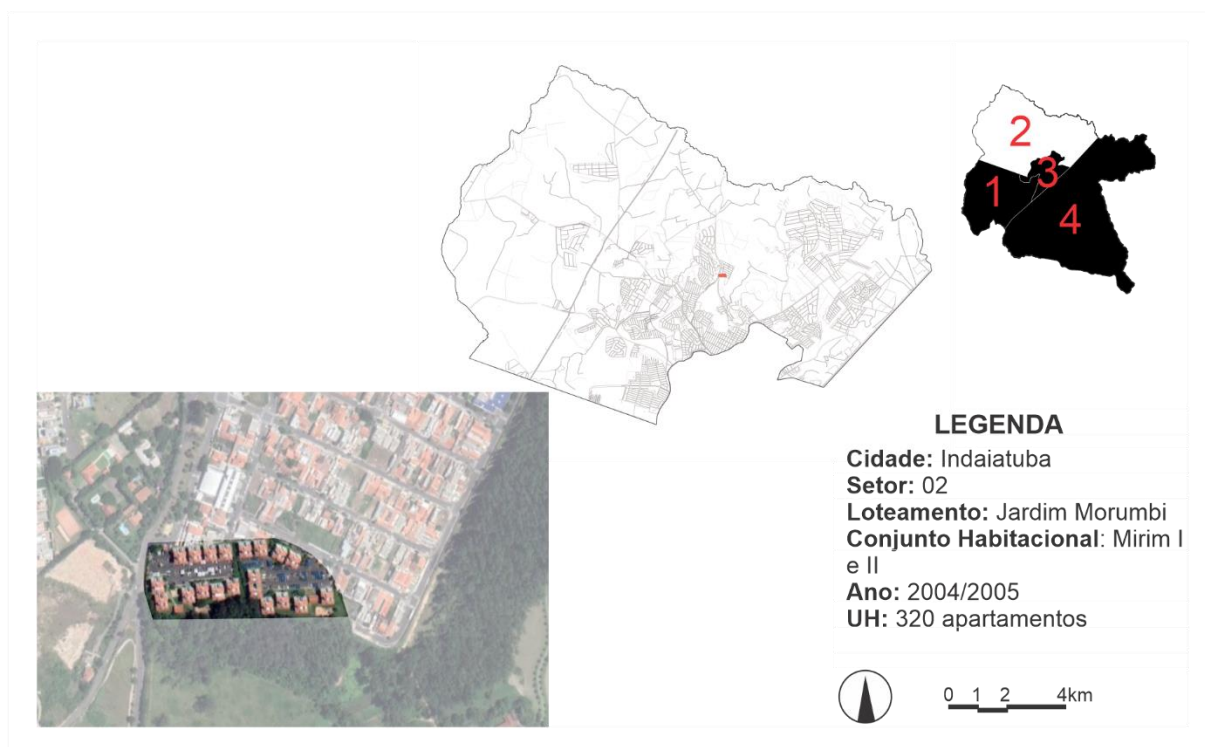 2
3
1
4
LEGENDA
Cidade: Indaiatuba
Setor: 02
Loteamento: Jardim Morumbi
Conjunto Habitacional: Mirim I
e II
Ano: 2004/2005
UH: 320 apartamentos
0 1 2 4km